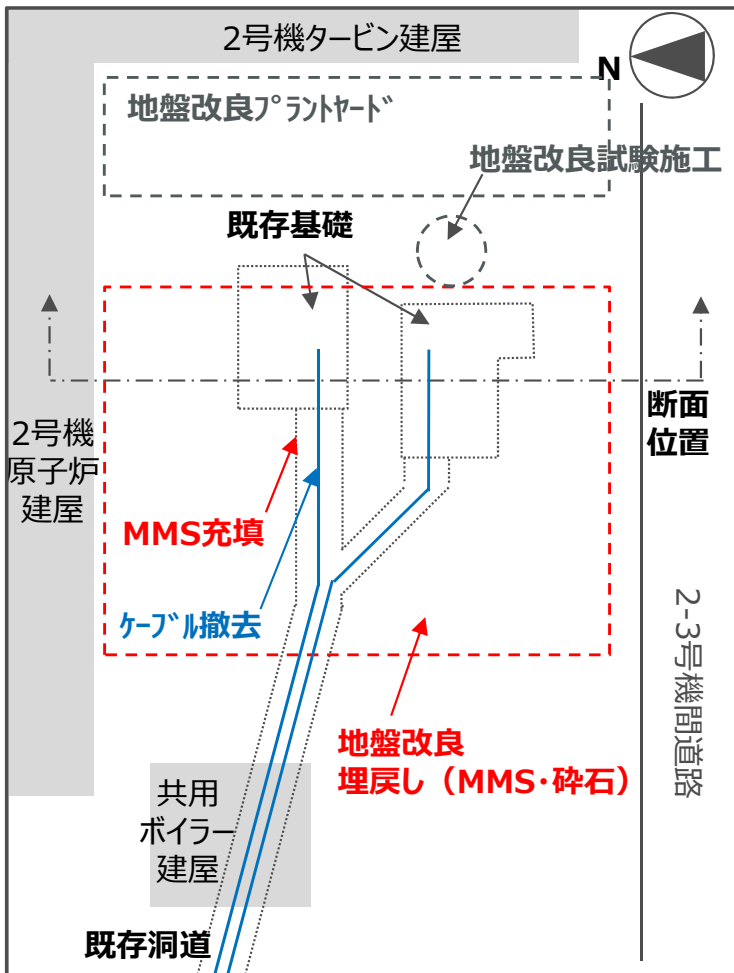 2号機タービン建屋
N
地盤改良ﾌﾟﾗﾝﾄﾔｰﾄﾞ
地盤改良試験施工
既存基礎
断面
位置
2号機
原子炉
建屋
MMS充填
ｹｰﾌﾞﾙ撤去
2-3号機間道路
地盤改良
埋戻し（MMS･砕石）
共用
ボイラー
建屋
既存洞道